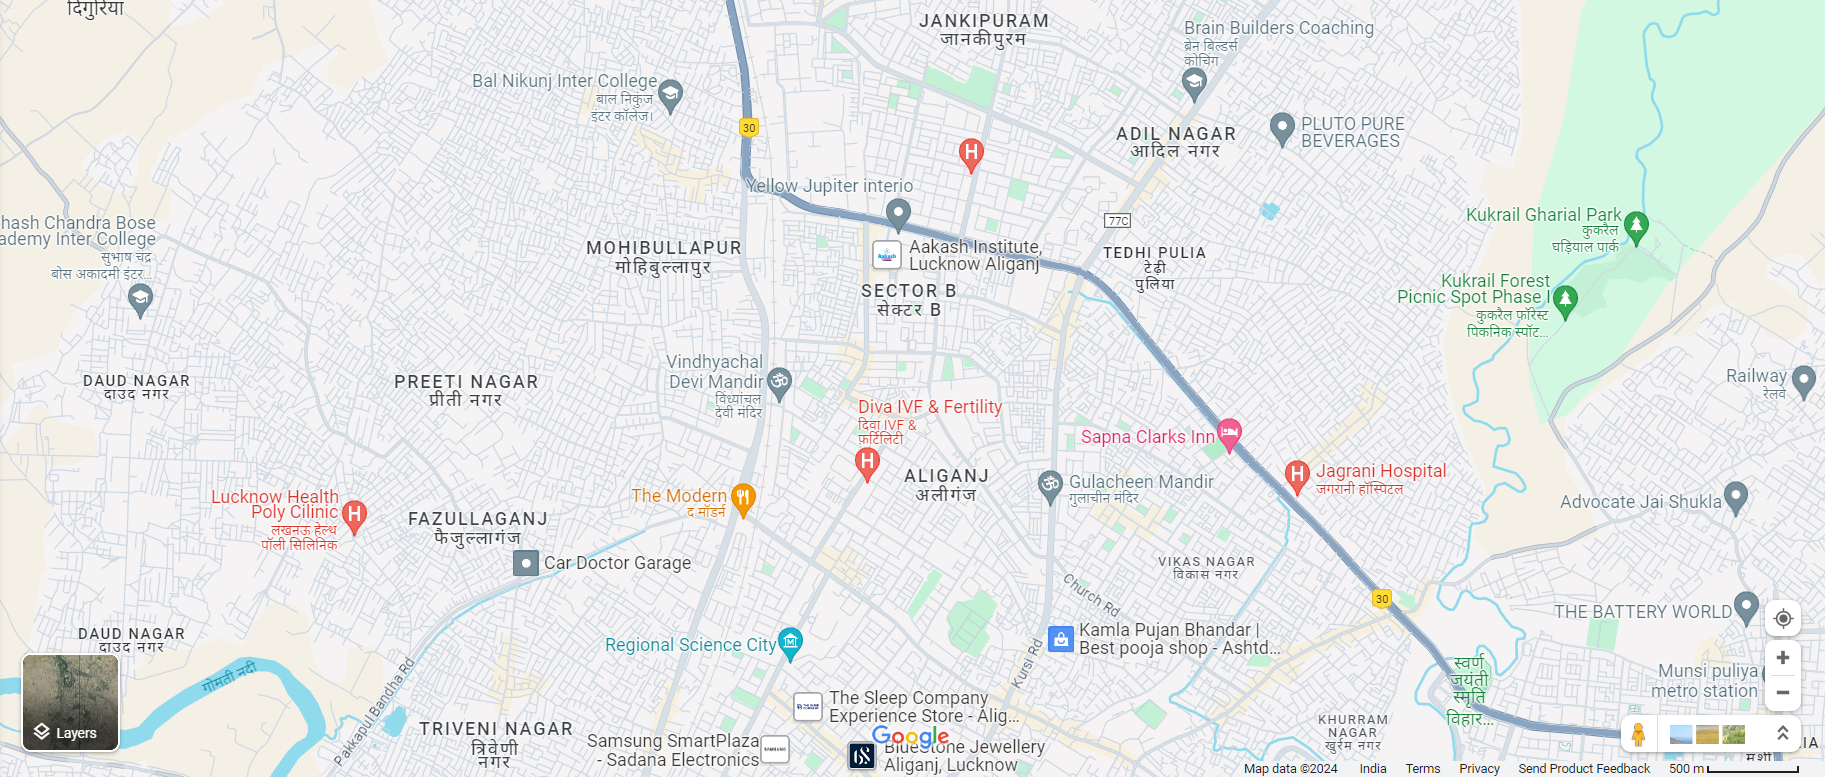 दिगुरिया
JANKIPURAM
जानकीपुरम
Brain Builders Coaching
ब्रेन बिल्डर्स
कोचिंग
Bal Nikunj Inter College
बाल निकुंज
इंटर कॉलेज।
30
ADIL NAGAR
आदिल नगर
PLUTO PURE
BEVERAGES
Yellow Jupiter interio
77C
hash Chandra Bose
ademy Inter College
सुभाष चंद्र
बोस अकादमी इंटर...
MOHIBULLAPUR
मोहिबुल्लापुर
Aakash Institute,
Lucknow Aliganj
TEDHI PULIA
टेढ़ी
पुलिया
Kukrail Gharial Park
कुकरैल
घड़ियाल पार्क
SECTOR B
सेक्टर B
Kukrail Forest
Picnic Spot Phase I
कुकरैल फॉरेस्ट
पिकनिक स्पॉट...
DAUD NAGAR
दाउद नगर
PREETI NAGAR
प्रीती नगर
Vindhyachal
Devi Mandir
विंध्याचल
देवी मंदिर
Railway
रेलवे
Diva IVF & Fertility
दिवा IVF &
फ़र्टिलिटी
Sapna Clarks Inn
ALIGANJ
अलीगंज
Gulacheen Mandir
गुलाचीन मंदिर
Jagrani Hospital
जगरानी हॉस्पिटल
Lucknow Health
Poly Cilinic
लखनऊ हेल्थ
पॉली सिलिनिक
The Modern
द मॉडर्न
Advocate Jai Shukla
FAZULLAGANJ
फैजुल्लागंज
Car Doctor Garage
VIKAS NAGAR
विकास नगर
Church Rd
30
THE BATTERY WORLD
DAUD NAGAR
दाउद नगर
Regional Science City
Kamla Pujan Bhandar |
Best pooja shop - Ashtd...
Kursi Rd
गोमती नदी
Pakkapul Bandha Rd
स्वर्ण
जयंती
स्मृति
विहार...
Munsi puliya
metro station
The Sleep Company
Experience Store - Alig...
TRIVENI NAGAR
त्रिवेणी
नगर
KHURRAM
NAGAR
खुर्रम नगर
Samsung SmartPlaza
- Sadana Electronics
Google
Bluestone Jewellery
Aliganj, Lucknow
Layers
Map data ©2024 India Terms Privacy Send Product Feedback 500 m